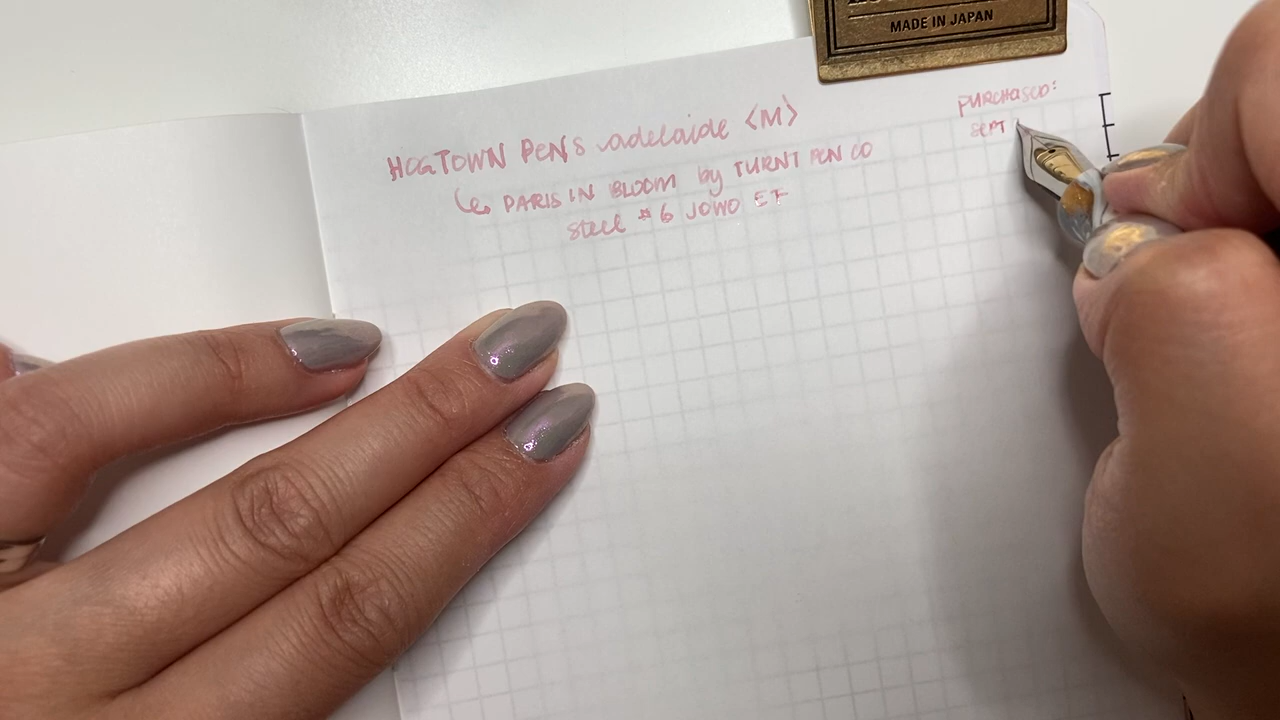 MADE IN JAPAN
HOGTOWN PENS adelaide <M>
PURCHASED:
SEPT
↳ PARIS IN BLOOM by TURNT PEN CO
steel #6 JOWO EF